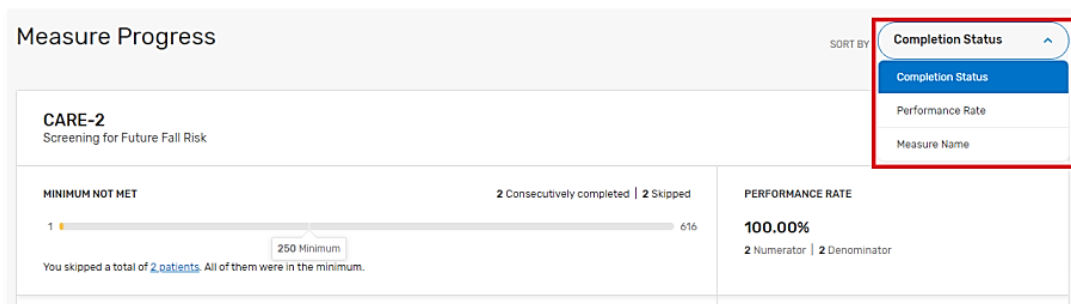 Measure Progress
SORT BY
Completion Status
Completion Status
Performance Rate
Measure Name
CARE-2
Screening for Future Fall Risk
MINIMUM NOT MET
2 Consecutively completed | 2 Skipped
1
616
250 Minimum
You skipped a total of 2 patients. All of them were in the minimum.
PERFORMANCE RATE
100.00%
2 Numerator | 2 Denominator